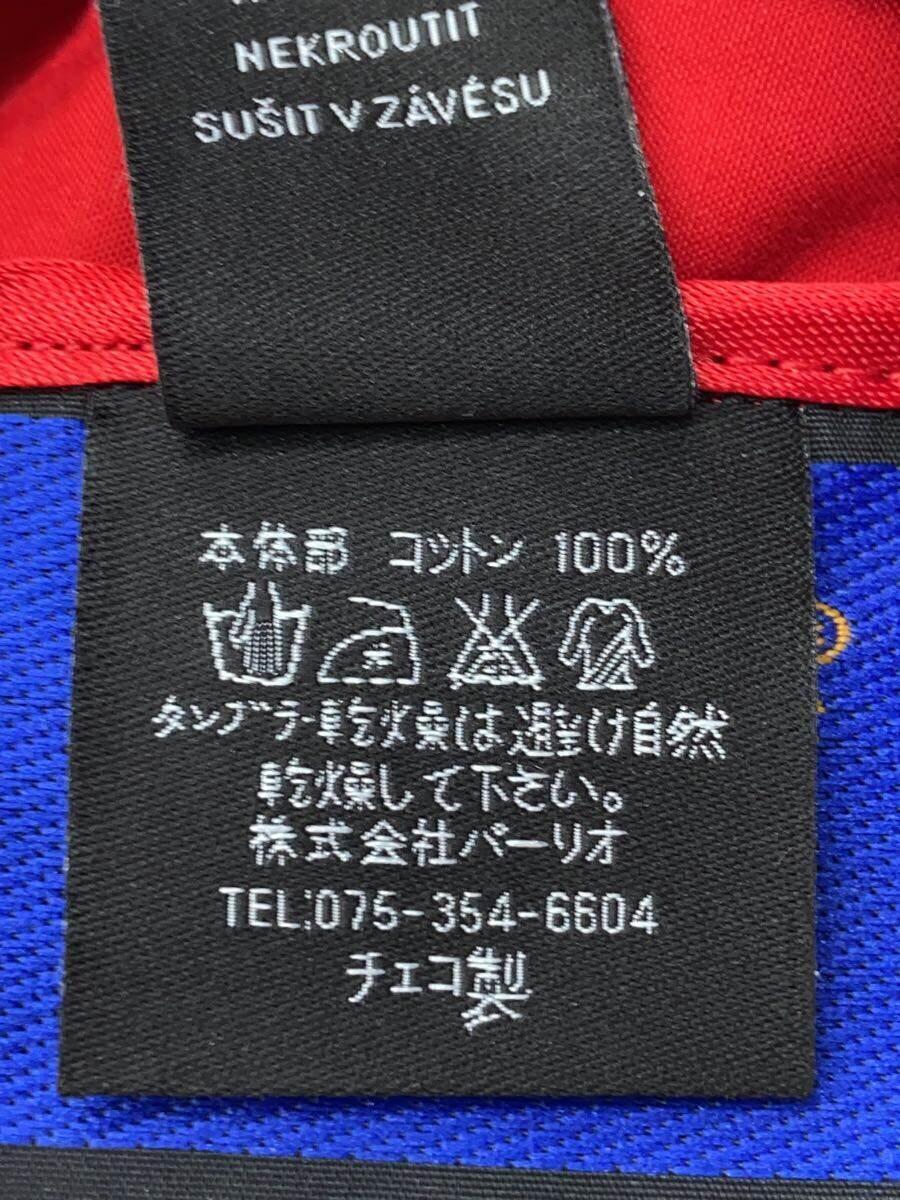 NEKROUTIT
SUŠIT V ZÁVĚSU
本体部 コットン 100%
タンブラー乾燥は避け自然
乾燥して下さい。
株式会社バーリオ
TEL:075-354-6604
チェコ製